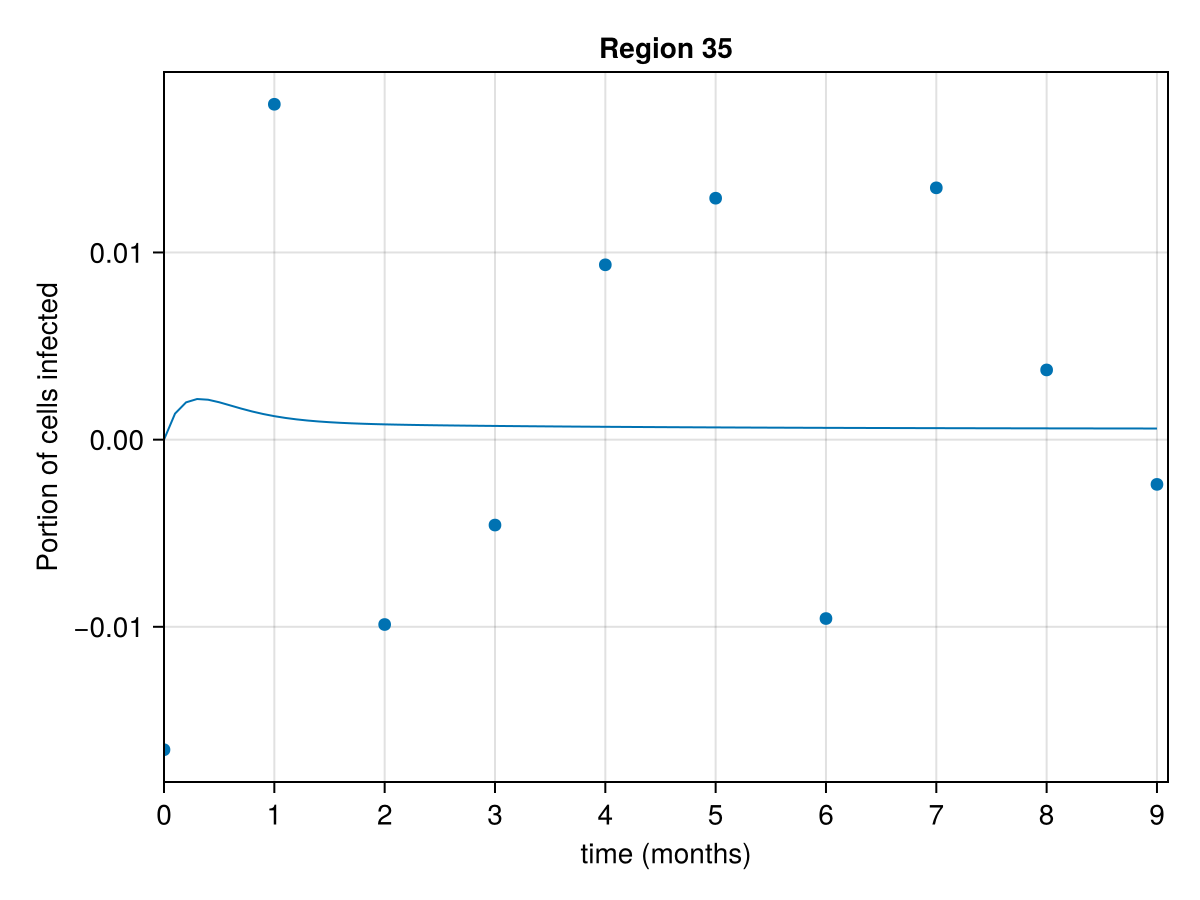 Region 35
Portion of cells infected
0.01
0.00
−0.01
0 1 2 3 4 5 6 7 8 9
time (months)